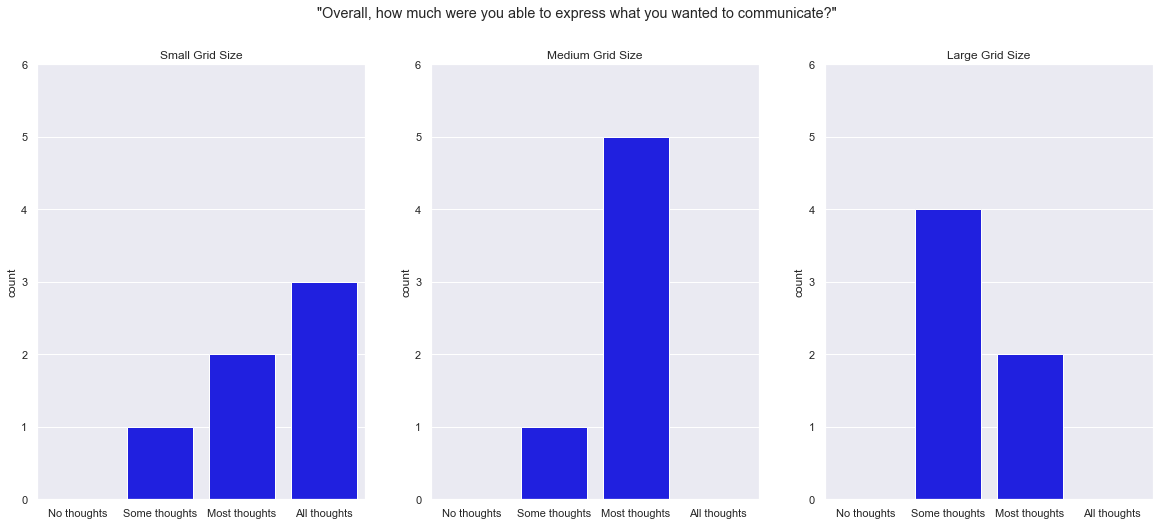 "Overall, how much were you able to express what you wanted to communicate?"
Small Grid Size
6
5
4
3
2
1
0
count
No thoughts Some thoughts Most thoughts All thoughts
Medium Grid Size
6
5
4
3
2
1
0
count
No thoughts Some thoughts Most thoughts All thoughts
Large Grid Size
6
5
4
3
2
1
0
count
No thoughts Some thoughts Most thoughts All thoughts